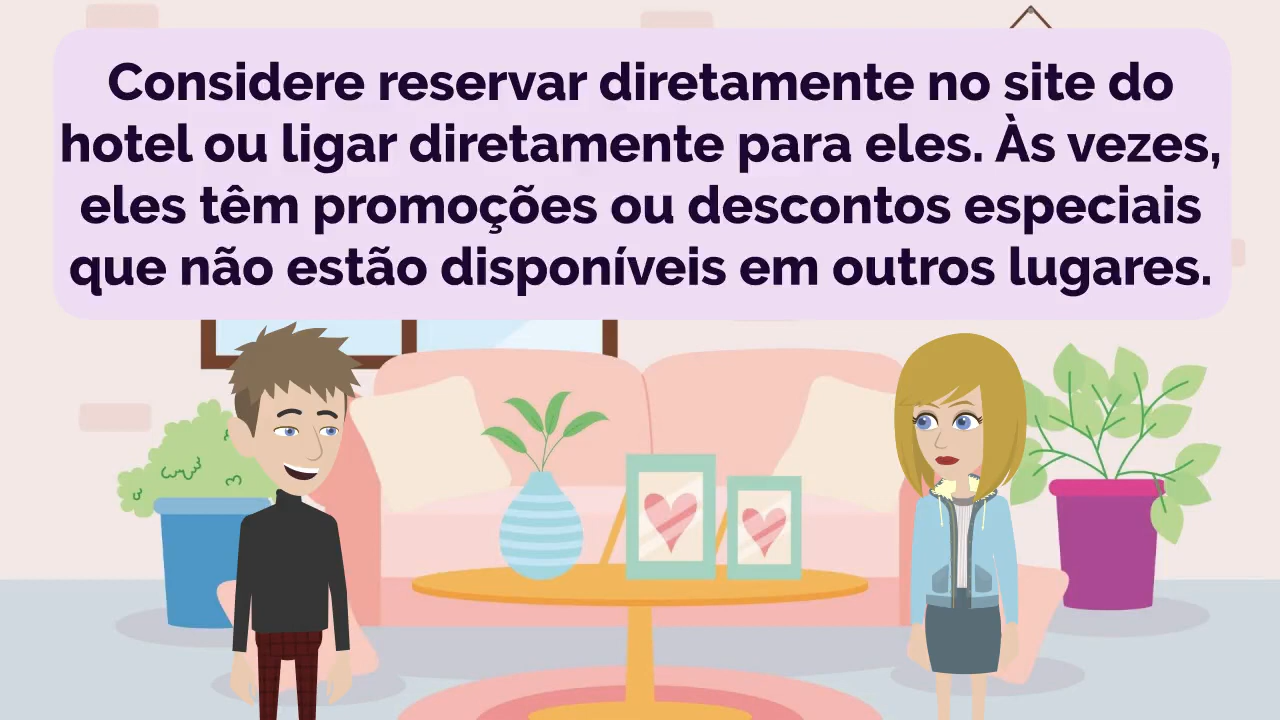 Considere reservar diretamente no site do
hotel ou ligar diretamente para eles. Às vezes,
eles têm promoções ou descontos especiais
que não estão disponíveis em outros lugares.